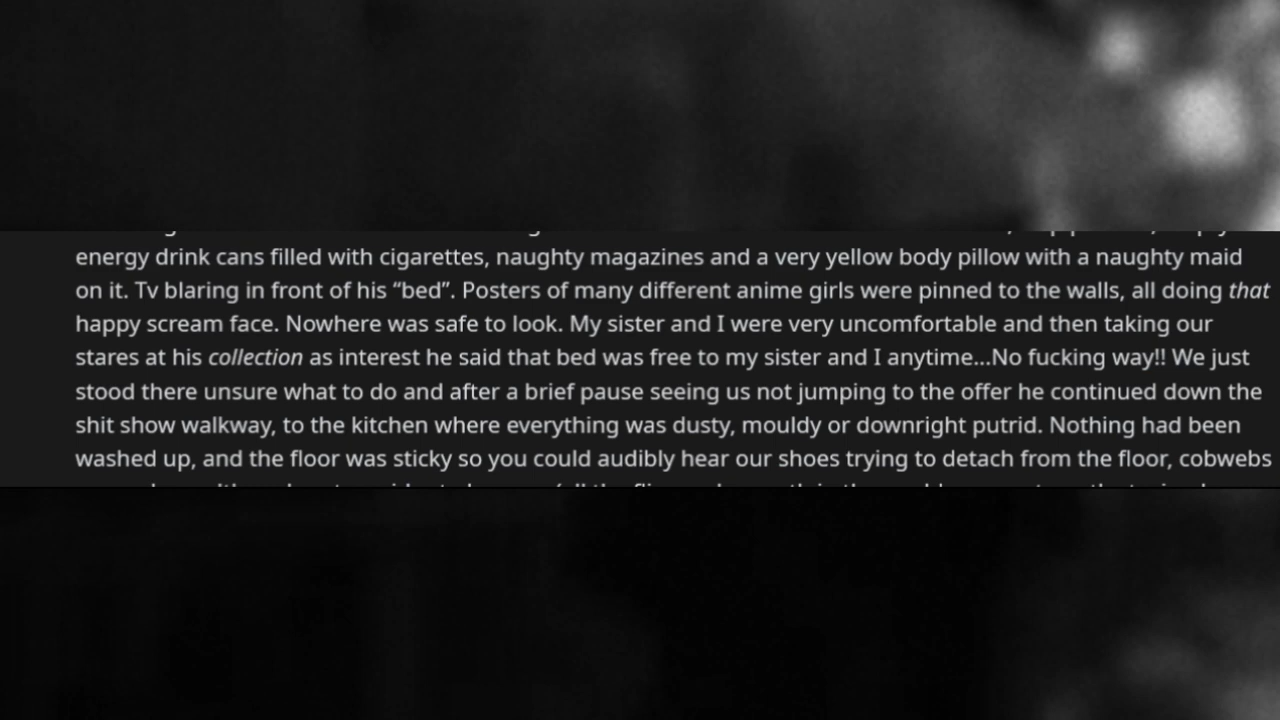 energy drink cans filled with cigarettes, naughty magazines and a very yellow body pillow with a naughty maid
on it. Tv blaring in front of his “bed”. Posters of many different anime girls were pinned to the walls, all doing that
happy scream face. Nowhere was safe to look. My sister and I were very uncomfortable and then taking our
stares at his collection as interest he said that bed was free to my sister and I anytime...No fucking way!! We just
stood there unsure what to do and after a brief pause seeing us not jumping to the offer he continued down the
shit show walkway, to the kitchen where everything was dusty, mouldy or downright putrid. Nothing had been
washed up, and the floor was sticky so you could audibly hear our shoes trying to detach from the floor, cobwebs